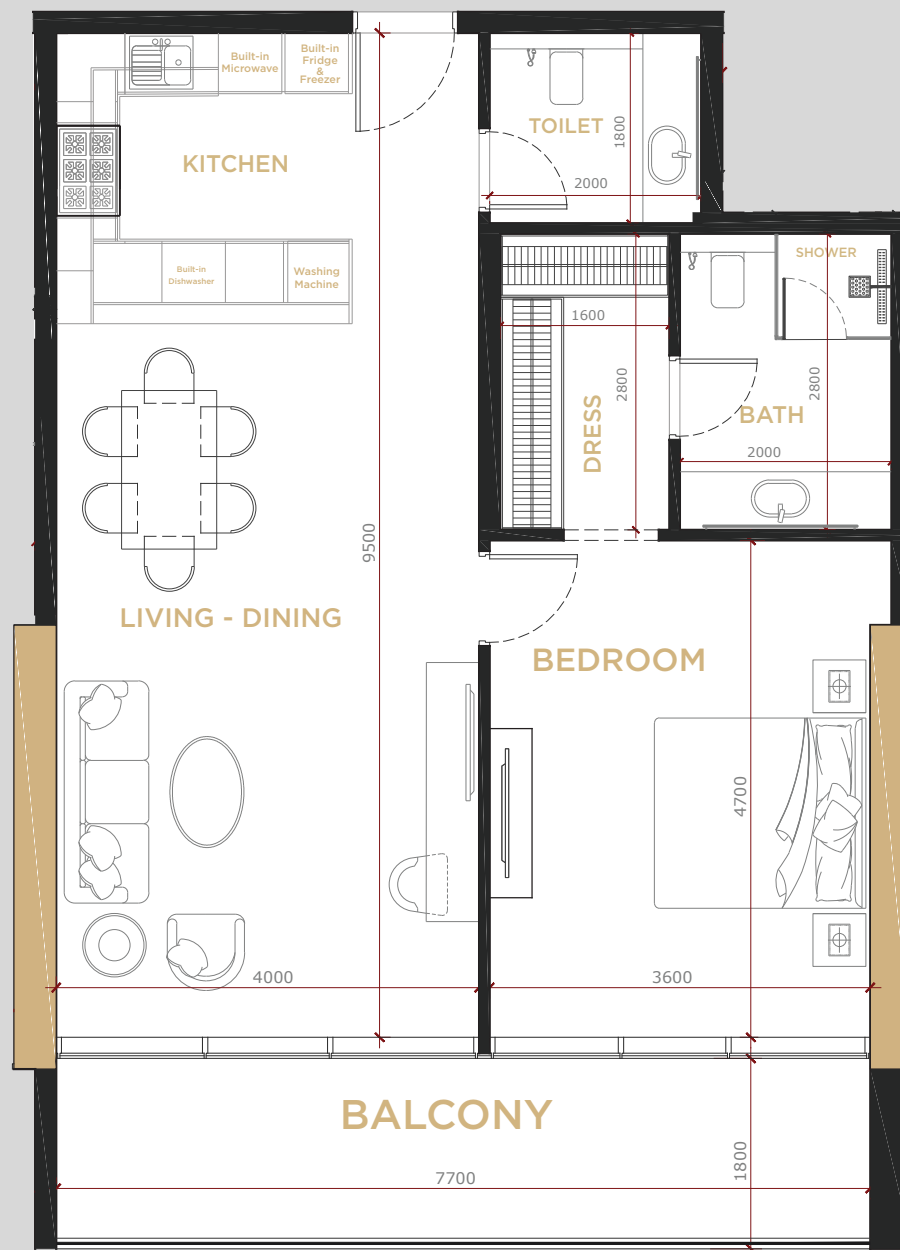 Built-in
Microwave
Built-in
Fridge
&
Freezer
KITCHEN
TOILET
1800
2000
SHOWER
Built-in
Dishwasher
Washing
Machine
1600
2800
DRESS
2800
BATH
2000
9500
LIVING - DINING
BEDROOM
4700
4000
3600
BALCONY
1800
7700